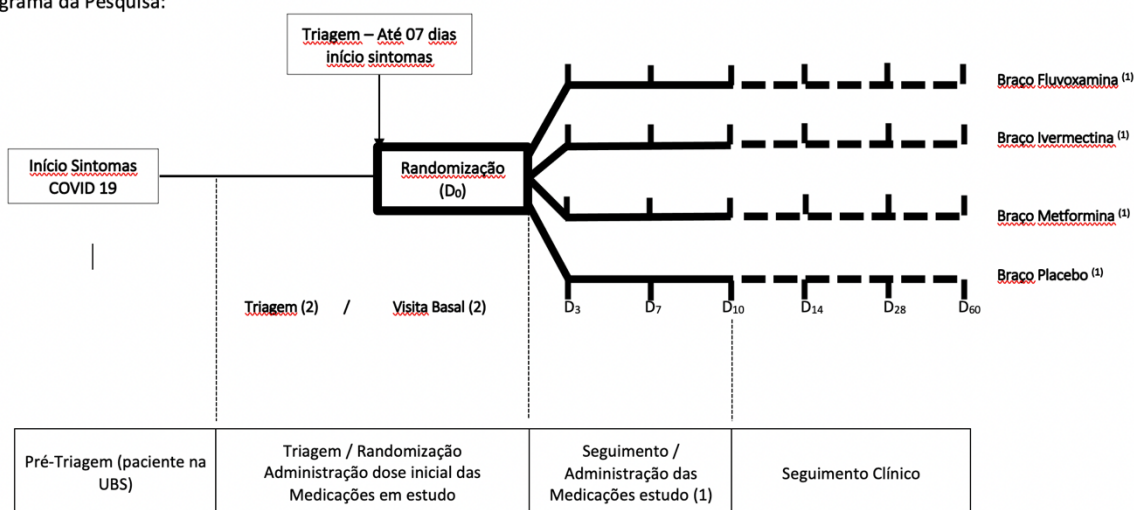 grama da Pesquisa:
Triagem – Até 07 dias
início sintomas
Início Sintomas
COVID 19
Randomização
(D₀)
Braço Fluvoxamina ⁽¹⁾
Braço Ivermectina ⁽¹⁾
Braço Metformina ⁽¹⁾
Braço Placebo ⁽¹⁾
Triagem (2) / Visita Basal (2)
D₃ D₇ D₁₀ D₁₄ D₂₈ D₆₀
Pré-Triagem (paciente na
UBS)
Triagem / Randomização
Administração dose inicial das
Medicações em estudo
Seguimento /
Administração das
Medicações estudo (1)
Seguimento Clínico